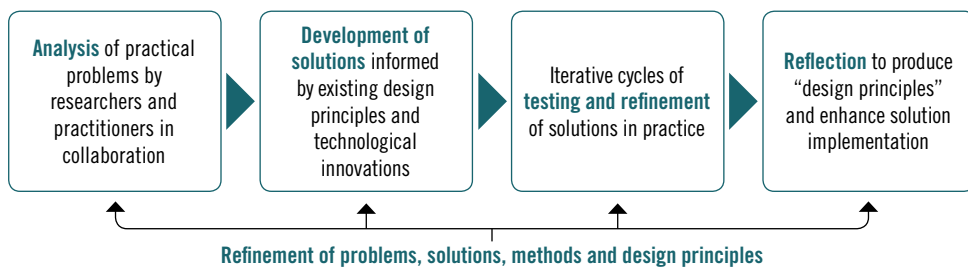 Analysis of practical
problems by
researchers and
practitioners in
collaboration
Development of
solutions informed
by existing design
principles and
technological
innovations
Iterative cycles of
testing and refinement
of solutions in practice
Reflection to produce
“design principles”
and enhance solution
implementation
Refinement of problems, solutions, methods and design principles